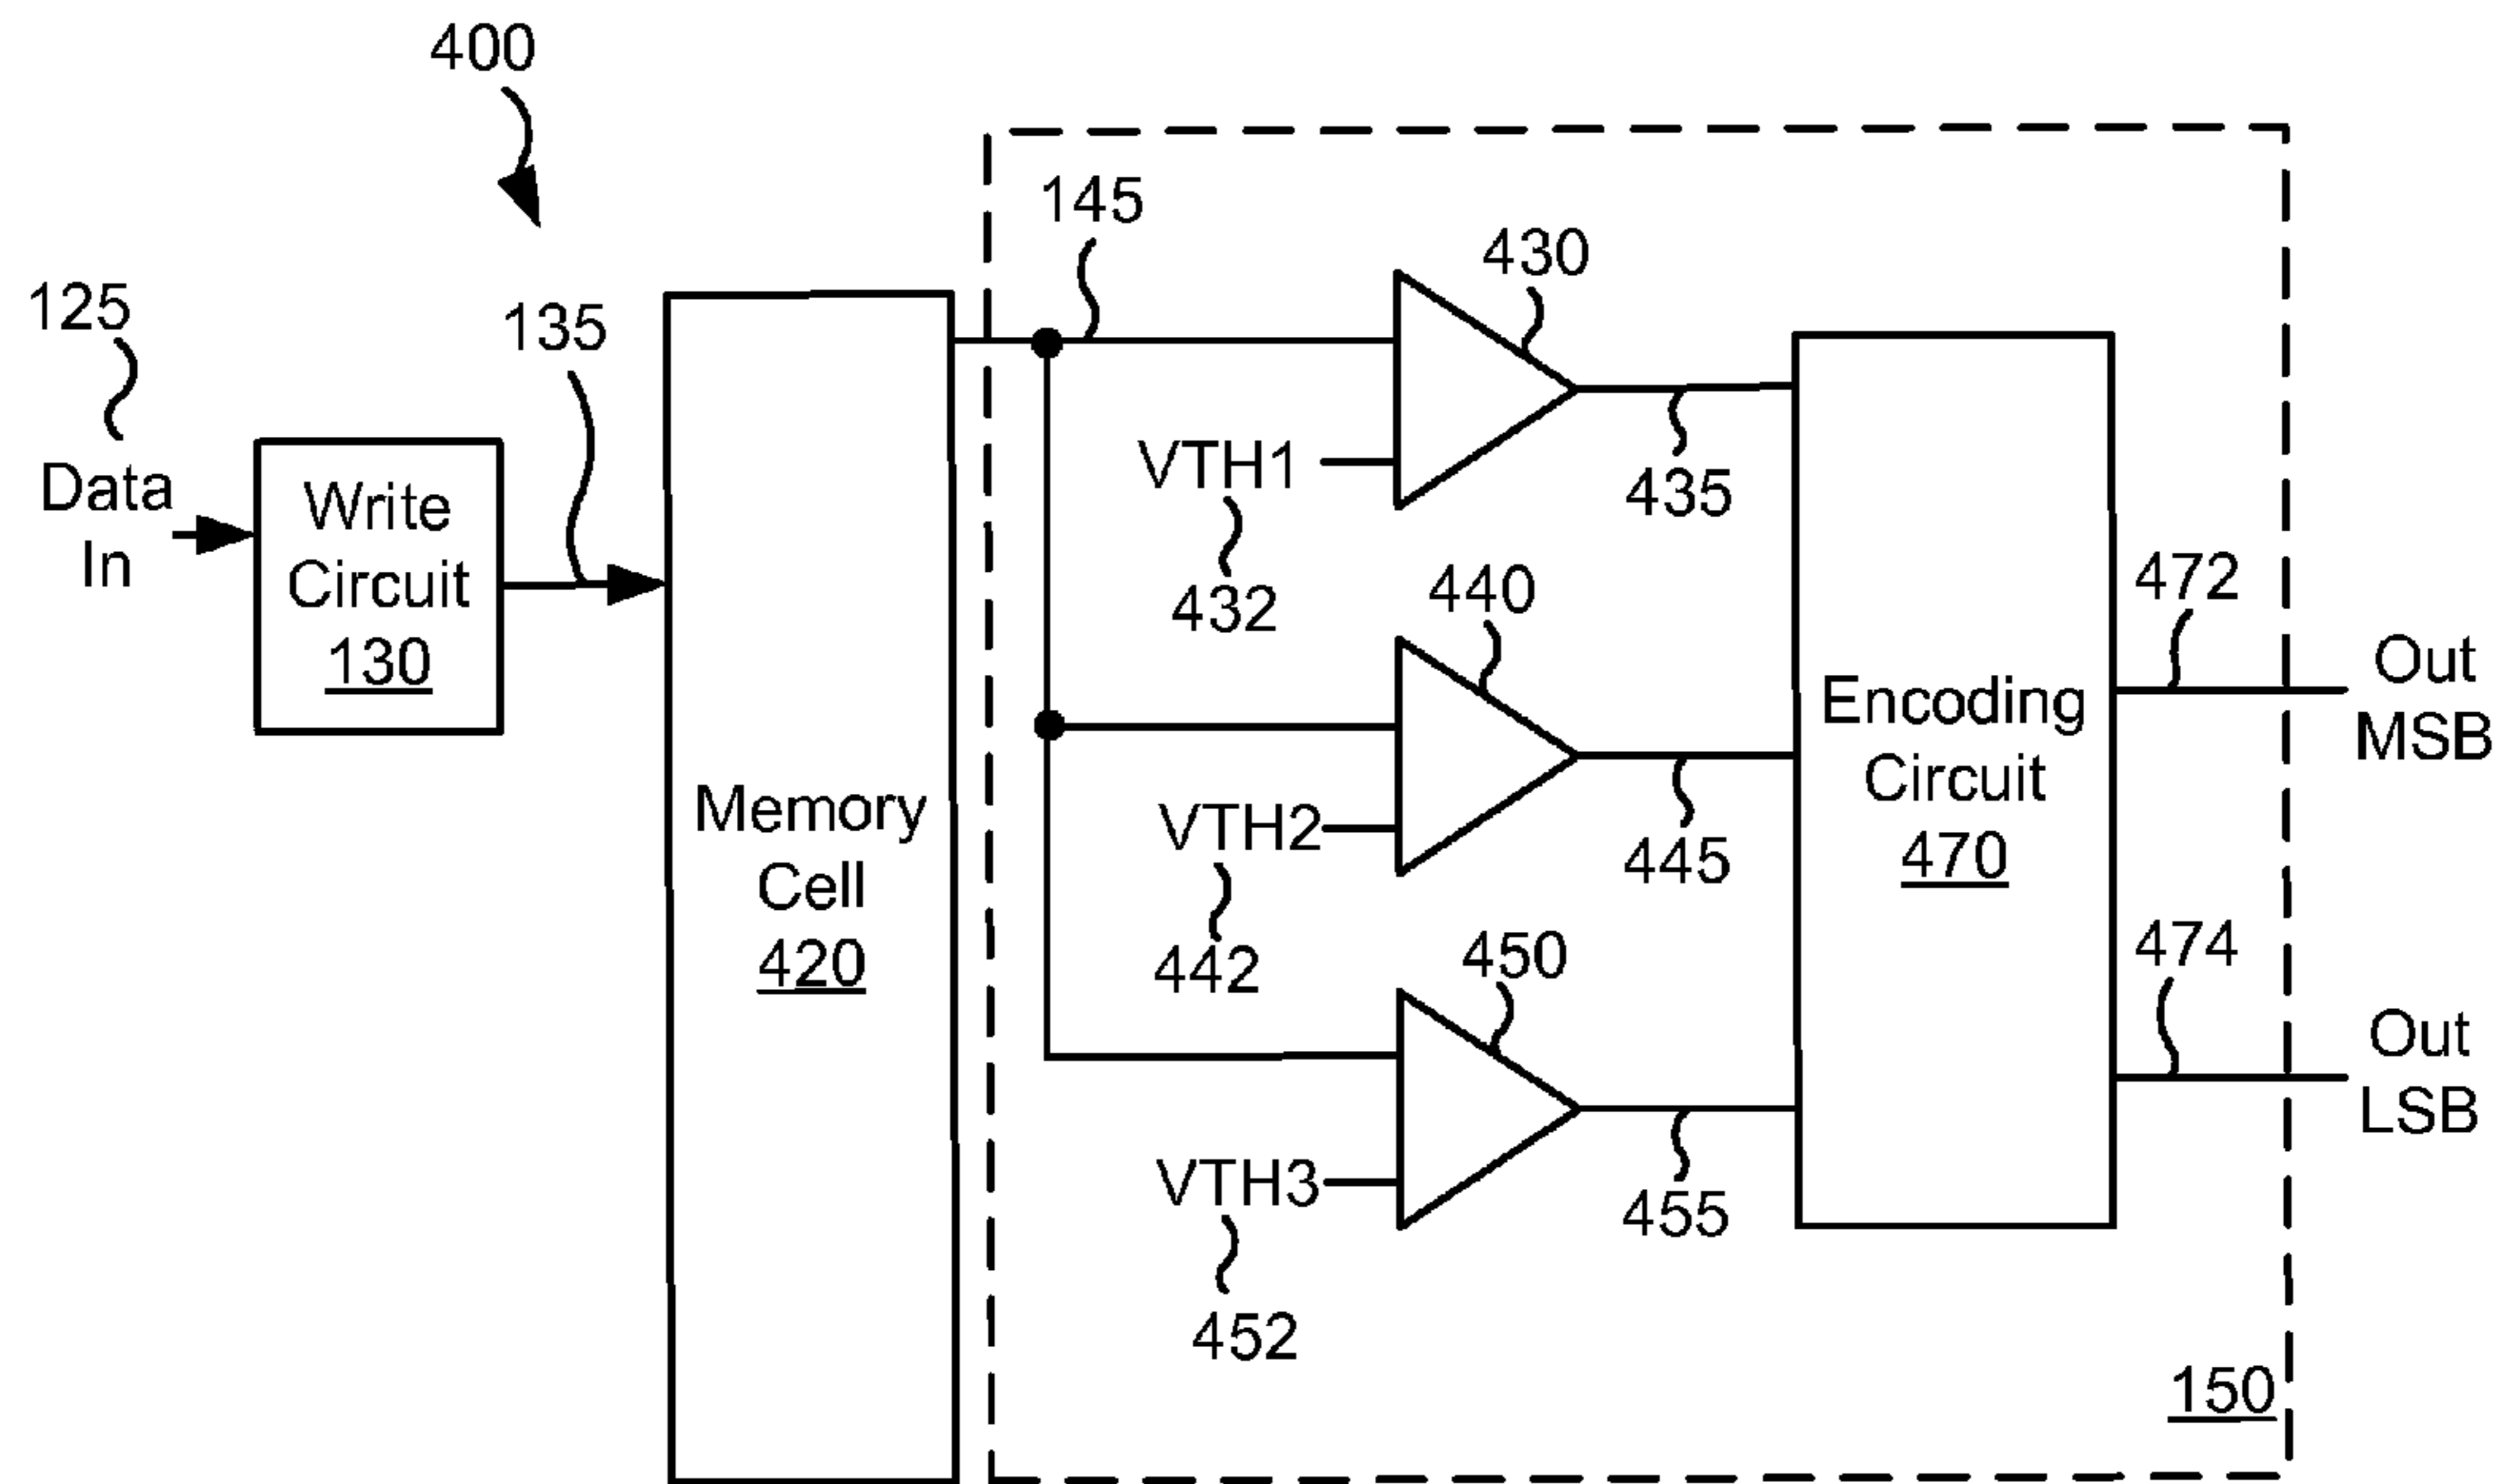 400
125
Data
In
Write
Circuit
130
135
Memory
Cell
420
145
430
VTH1
432
435
440
VTH2
442
445
450
VTH3
452
455
Encoding
Circuit
470
472
Out
MSB
474
Out
LSB
150